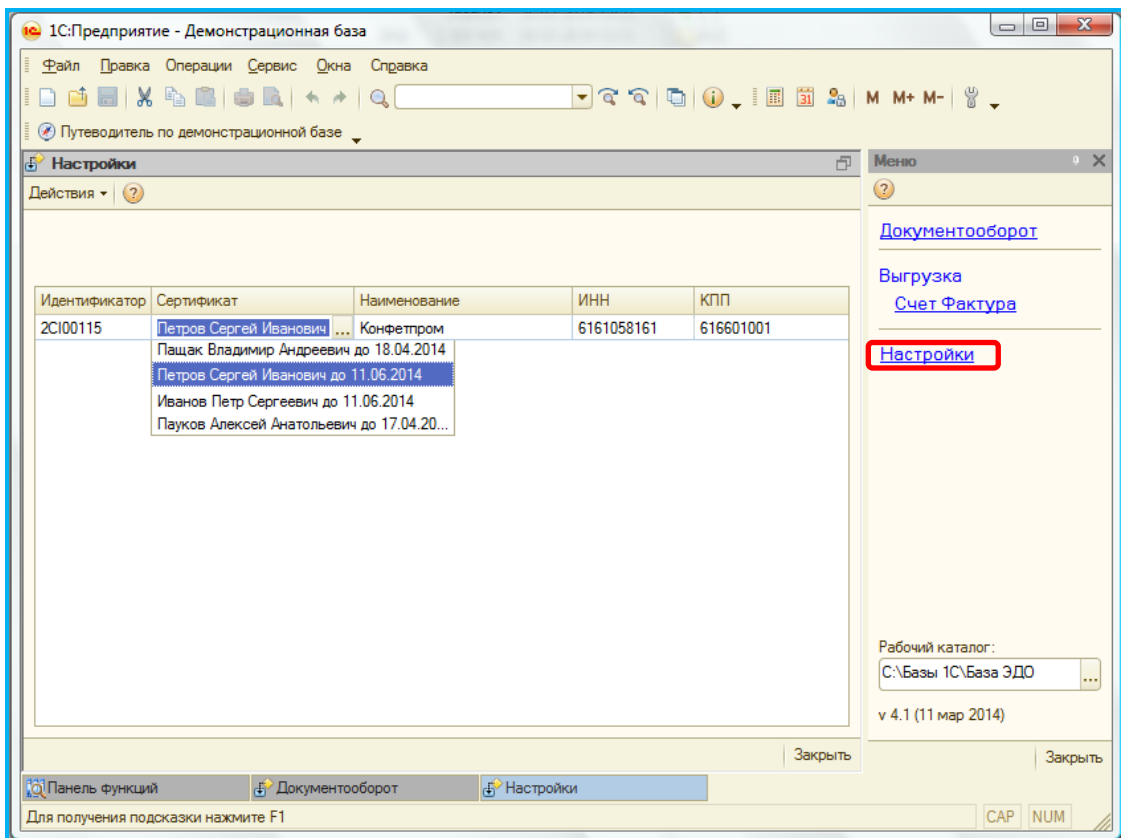 1С:Предприятие - Демонстрационная база
Файл Правка Операции Сервис Окна Справка
M M+ M-
Путеводитель по демонстрационной базе
Настройки
Действия
Меню
Документооборот
Выгрузка
Счет Фактура
Настройки
Идентификатор Сертификат Наименование ИНН КПП
2CI00115 Петров Сергей Иванович ... Конфетпром 6161058161 616601001
Пащак Владимир Андреевич до 18.04.2014
Петров Сергей Иванович до 11.06.2014
Иванов Петр Сергеевич до 11.06.2014
Пауков Алексей Анатольевич до 17.04.20...
Рабочий каталог:
C:\Базы 1С\База ЭДО ...
v 4.1 (11 мар 2014)
Закрыть
Закрыть
Панель функций Документооборот Настройки
Для получения подсказки нажмите F1
CAP NUM